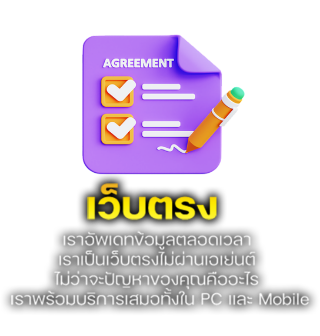 AGREEMENT
เว็บตรง
เราอัพเดทข้อมูลตลอดเวลา
เราเป็นเว็บตรงไม่ผ่านเอเย่นต์
ไม่ว่าจะปัญหาของคุณคืออะไร
เราพร้อมบริการเสมอทั้งใน PC และ Mobile